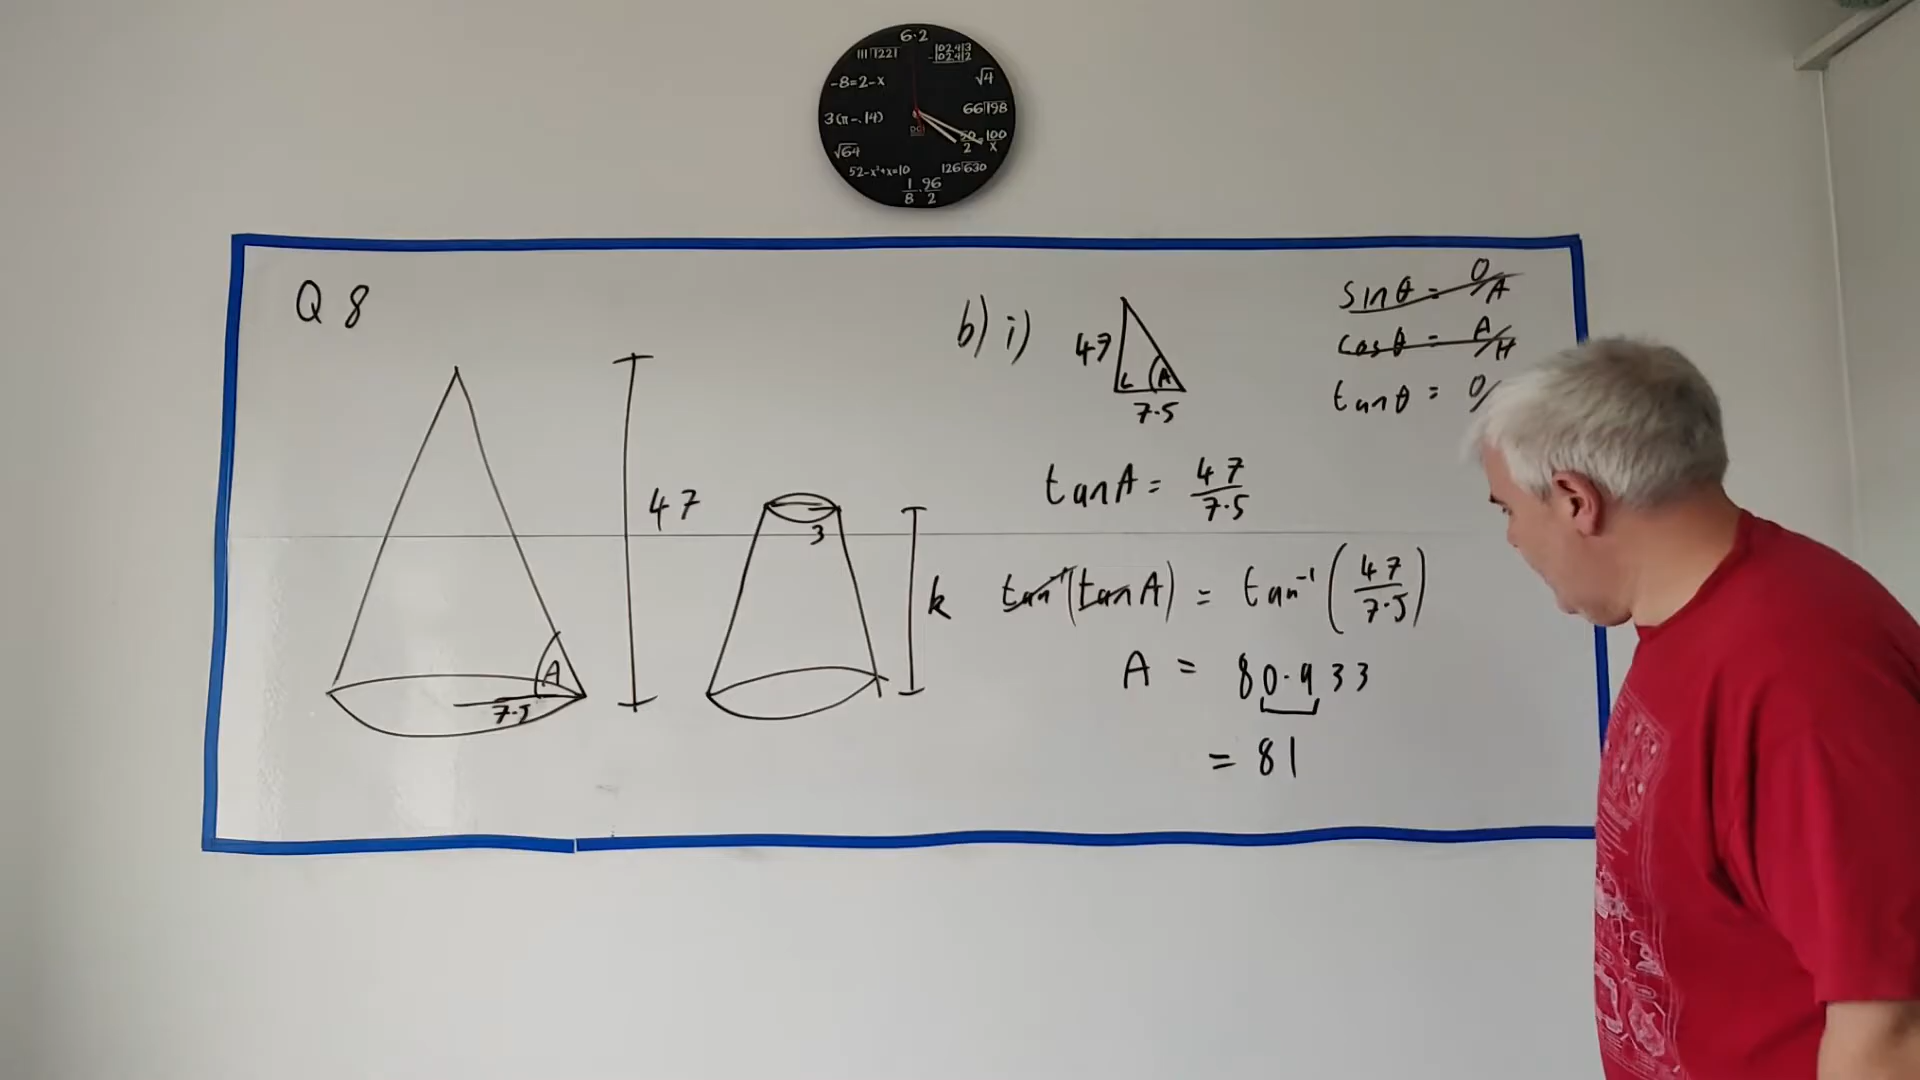 6·2
111|1221
102,413
-102,412
-8=2-x
√4
3(π-.14)
66|198
50/2
100/x
√64
52-x²+x=10
126|630
1/8 · 96/2
Q 8
47
A
7.5
3
k
b) i)
47
A
7.5
sinθ = O/A
cosθ = A/H
tanθ = O/
tanA = 47/7.5
tan⁻¹(tanA) = tan⁻¹(47/7.5)
A = 80.933
= 81